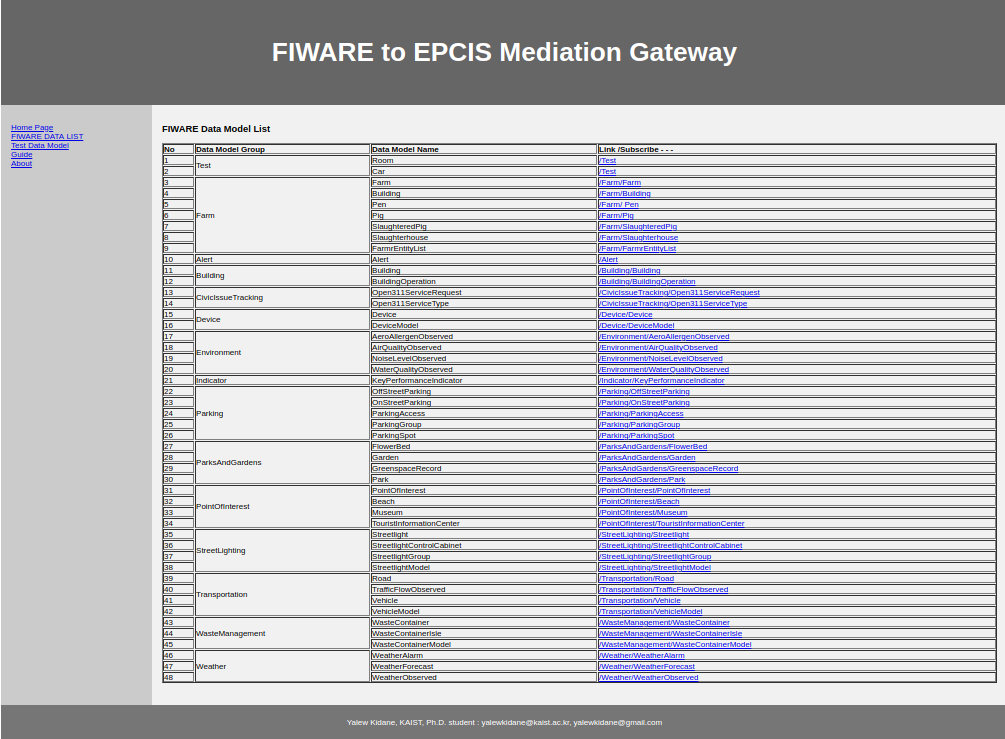 FIWARE to EPCIS Mediation Gateway
Home Page
FIWARE DATA LIST
Test Data Model
Guide
About
FIWARE Data Model List
No Data Model Group Data Model Name Link /Subscribe - - -
1 Test Room /Test
2 Car /Test
3 Farm Farm /Farm/Farm
4 Building /Farm/Building
5 Pen /Farm/ Pen
6 Pig /Farm/Pig
7 SlaughteredPig /Farm/SlaughteredPig
8 Slaughterhouse /Farm/Slaughterhouse
9 FarmrEntityList /Farm/FarmrEntityList
10 Alert Alert /Alert
11 Building Building /Building/Building
12 BuildingOperation /Building/BuildingOperation
13 CivicIssueTracking Open311ServiceRequest /CivicIssueTracking/Open311ServiceRequest
14 Open311ServiceType /CivicIssueTracking/Open311ServiceType
15 Device Device /Device/Device
16 DeviceModel /Device/DeviceModel
17 Environment AeroAllergenObserved /Environment/AeroAllergenObserved
18 AirQualityObserved /Environment/AirQualityObserved
19 NoiseLevelObserved /Environment/NoiseLevelObserved
20 WaterQualityObserved /Environment/WaterQualityObserved
21 Indicator KeyPerformanceIndicator /Indicator/KeyPerformanceIndicator
22 Parking OffStreetParking /Parking/OffStreetParking
23 OnStreetParking /Parking/OnStreetParking
24 ParkingAccess /Parking/ParkingAccess
25 ParkingGroup /Parking/ParkingGroup
26 ParkingSpot /Parking/ParkingSpot
27 ParksAndGardens FlowerBed /ParksAndGardens/FlowerBed
28 Garden /ParksAndGardens/Garden
29 GreenspaceRecord /ParksAndGardens/GreenspaceRecord
30 Park /ParksAndGardens/Park
31 PointOfInterest PointOfInterest /PointOfInterest/PointOfInterest
32 Beach /PointOfInterest/Beach
33 Museum /PointOfInterest/Museum
34 TouristInformationCenter /PointOfInterest/TouristInformationCenter
35 StreetLighting Streetlight /StreetLighting/Streetlight
36 StreetlightControlCabinet /StreetLighting/StreetlightControlCabinet
37 StreetlightGroup /StreetLighting/StreetlightGroup
38 StreetlightModel /StreetLighting/StreetlightModel
39 Transportation Road /Transportation/Road
40 TrafficFlowObserved /Transportation/TrafficFlowObserved
41 Vehicle /Transportation/Vehicle
42 VehicleModel /Transportation/VehicleModel
43 WasteManagement WasteContainer /WasteManagement/WasteContainer
44 WasteContainerIsle /WasteManagement/WasteContainerIsle
45 WasteContainerModel /WasteManagement/WasteContainerModel
46 Weather WeatherAlarm /Weather/WeatherAlarm
47 WeatherForecast /Weather/WeatherForecast
48 WeatherObserved /Weather/WeatherObserved
Yalew Kidane, KAIST, Ph.D. student : yalewkidane@kaist.ac.kr, yalewkidane@gmail.com